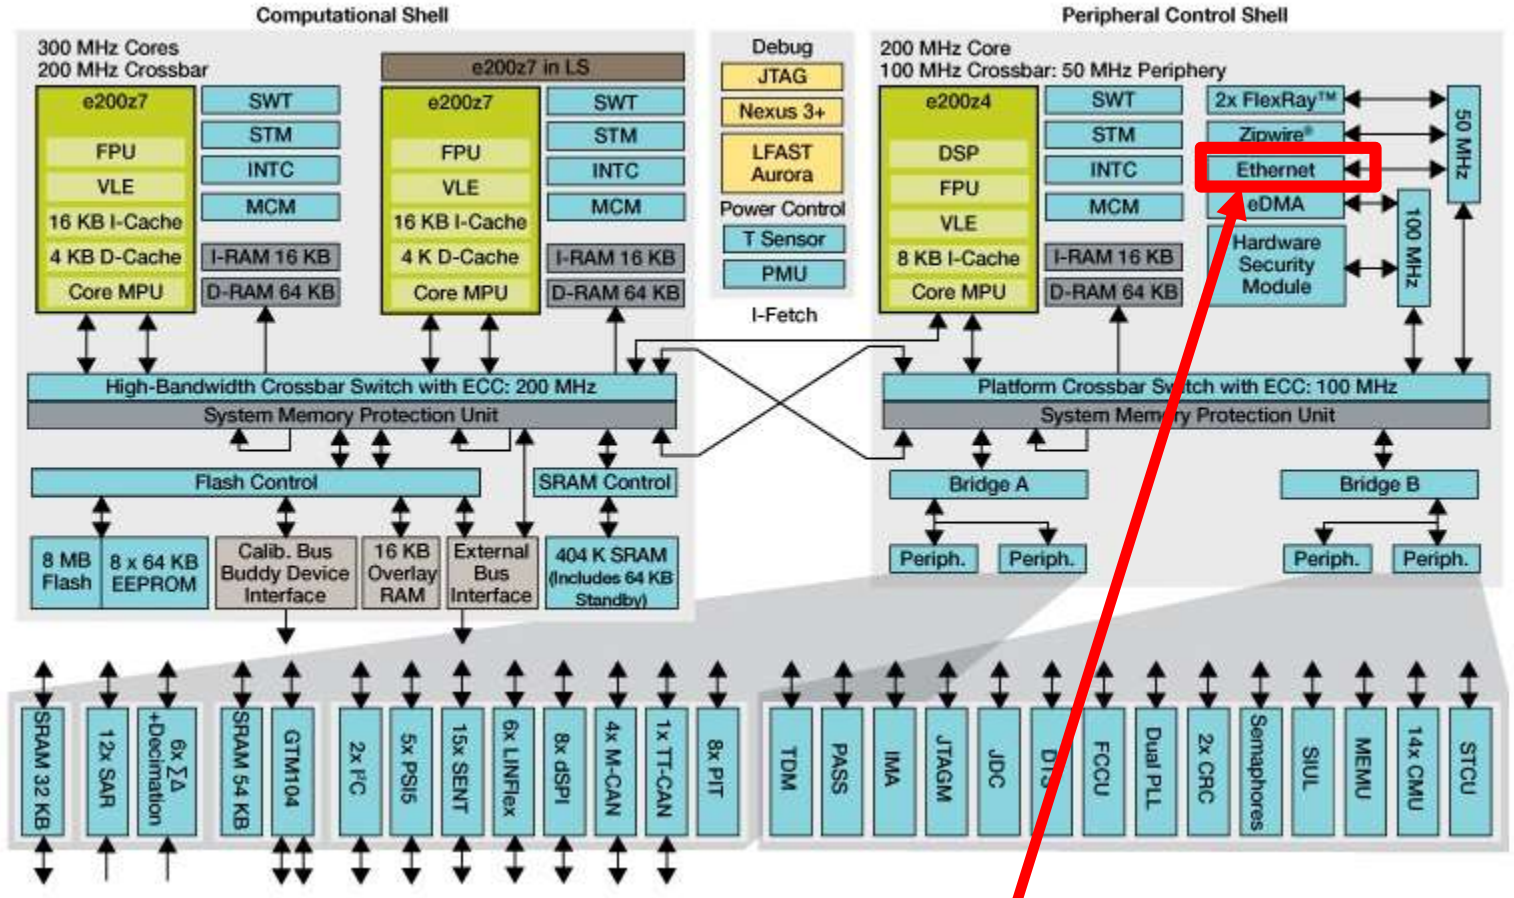 Computational Shell
300 MHz Cores
200 MHz Crossbar
e200z7
FPU
VLE
16 KB I-Cache
4 KB D-Cache
Core MPU
SWT
STM
INTC
MCM
I-RAM 16 KB
D-RAM 64 KB
e200z7 in LS
e200z7
FPU
VLE
16 KB I-Cache
4 K D-Cache
Core MPU
SWT
STM
INTC
MCM
I-RAM 16 KB
D-RAM 64 KB
Debug
JTAG
Nexus 3+
LFAST
Aurora
Power Control
T Sensor
PMU
I-Fetch
Peripheral Control Shell
200 MHz Core
100 MHz Crossbar: 50 MHz Periphery
e200z4
DSP
FPU
VLE
8 KB I-Cache
Core MPU
SWT
STM
INTC
MCM
I-RAM 16 KB
D-RAM 64 KB
2x FlexRay™
Zipwire®
Ethernet
eDMA
Hardware
Security
Module
50 MHz
100 MHz
High-Bandwidth Crossbar Switch with ECC: 200 MHz
System Memory Protection Unit
Platform Crossbar Switch with ECC: 100 MHz
System Memory Protection Unit
Flash Control
SRAM Control
Bridge A
Bridge B
8 MB
Flash
8 x 64 KB
EEPROM
Calib. Bus
Buddy Device
Interface
16 KB
Overlay
RAM
External
Bus
Interface
404 K SRAM
(Includes 64 KB
Standby)
Periph.
Periph.
Periph.
Periph.
SRAM 32 KB
12x SAR
6x ΣΔ
+Decimation
SRAM 54 KB
GTM104
2x I²C
5x PSI5
15x SENT
6x LINFlex
8x dSPI
4x M-CAN
1x TT-CAN
8x PIT
TDM
PASS
IMA
JTAGM
JDC
DTS
FCCU
Dual PLL
2x CRC
Semaphores
SIUL
MEMU
14x CMU
STCU